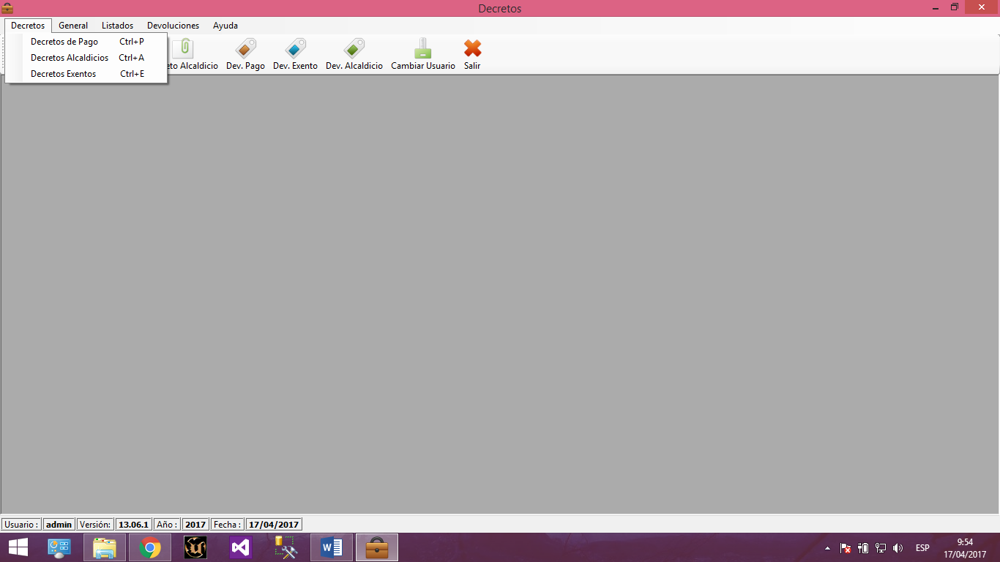 Decretos
Decretos General Listados Devoluciones Ayuda
Decretos de Pago Ctrl+P
Decretos Alcaldicios Ctrl+A
Decretos Exentos Ctrl+E
Alcaldicio Dev. Pago Dev. Exento Dev. Alcaldicio Cambiar Usuario Salir
Usuario : admin Versión: 13.06.1 Año : 2017 Fecha : 17/04/2017
ESP
9:54
17/04/2017